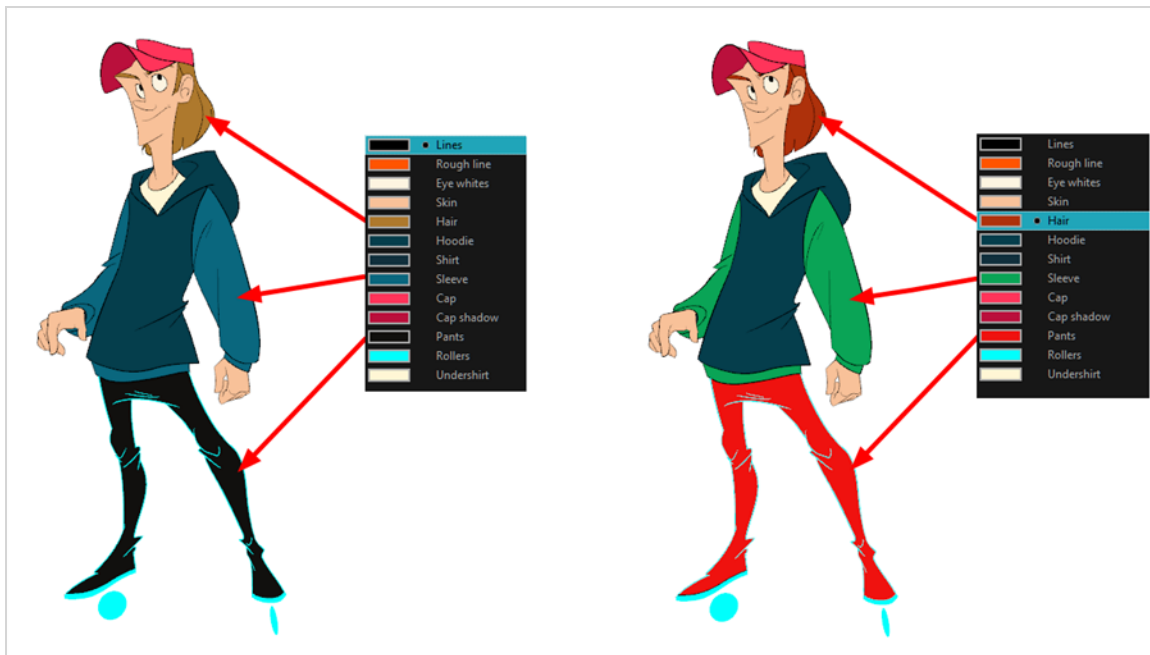 Lines
Rough line
Eye whites
Skin
Hair
Hoodie
Shirt
Sleeve
Cap
Cap shadow
Pants
Rollers
Undershirt
Lines
Rough line
Eye whites
Skin
Hair
Hoodie
Shirt
Sleeve
Cap
Cap shadow
Pants
Rollers
Undershirt